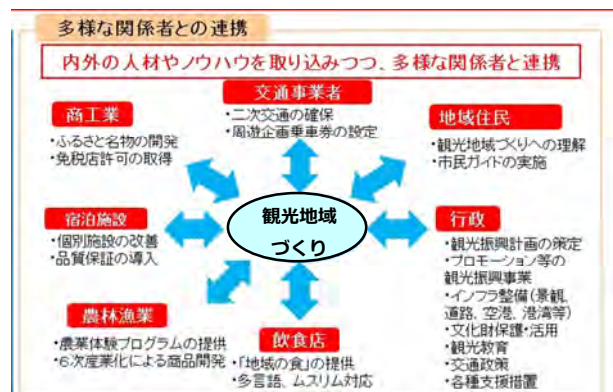 多様な関係者との連携
内外の人材やノウハウを取り込みつつ、多様な関係者と連携
交通事業者
・二次交通の確保
・周遊企画乗車券の設定
商工業
・ふるさと名物の開発
・免税店許可の取得
地域住民
・観光地域づくりへの理解
・市民ガイドの実施
宿泊施設
・個別施設の改善
・品質保証の導入
観光地域
づくり
行政
・観光振興計画の策定
・プロモーション等の
観光振興事業
・インフラ整備(景観、
道路、空港、港湾等)
・文化財保護・活用
・観光教育
・交通政策
・各種支援措置
農林漁業
・農業体験プログラムの提供
・6次産業化による商品開発
飲食店
・「地域の食」の提供
・多言語、ムスリム対応